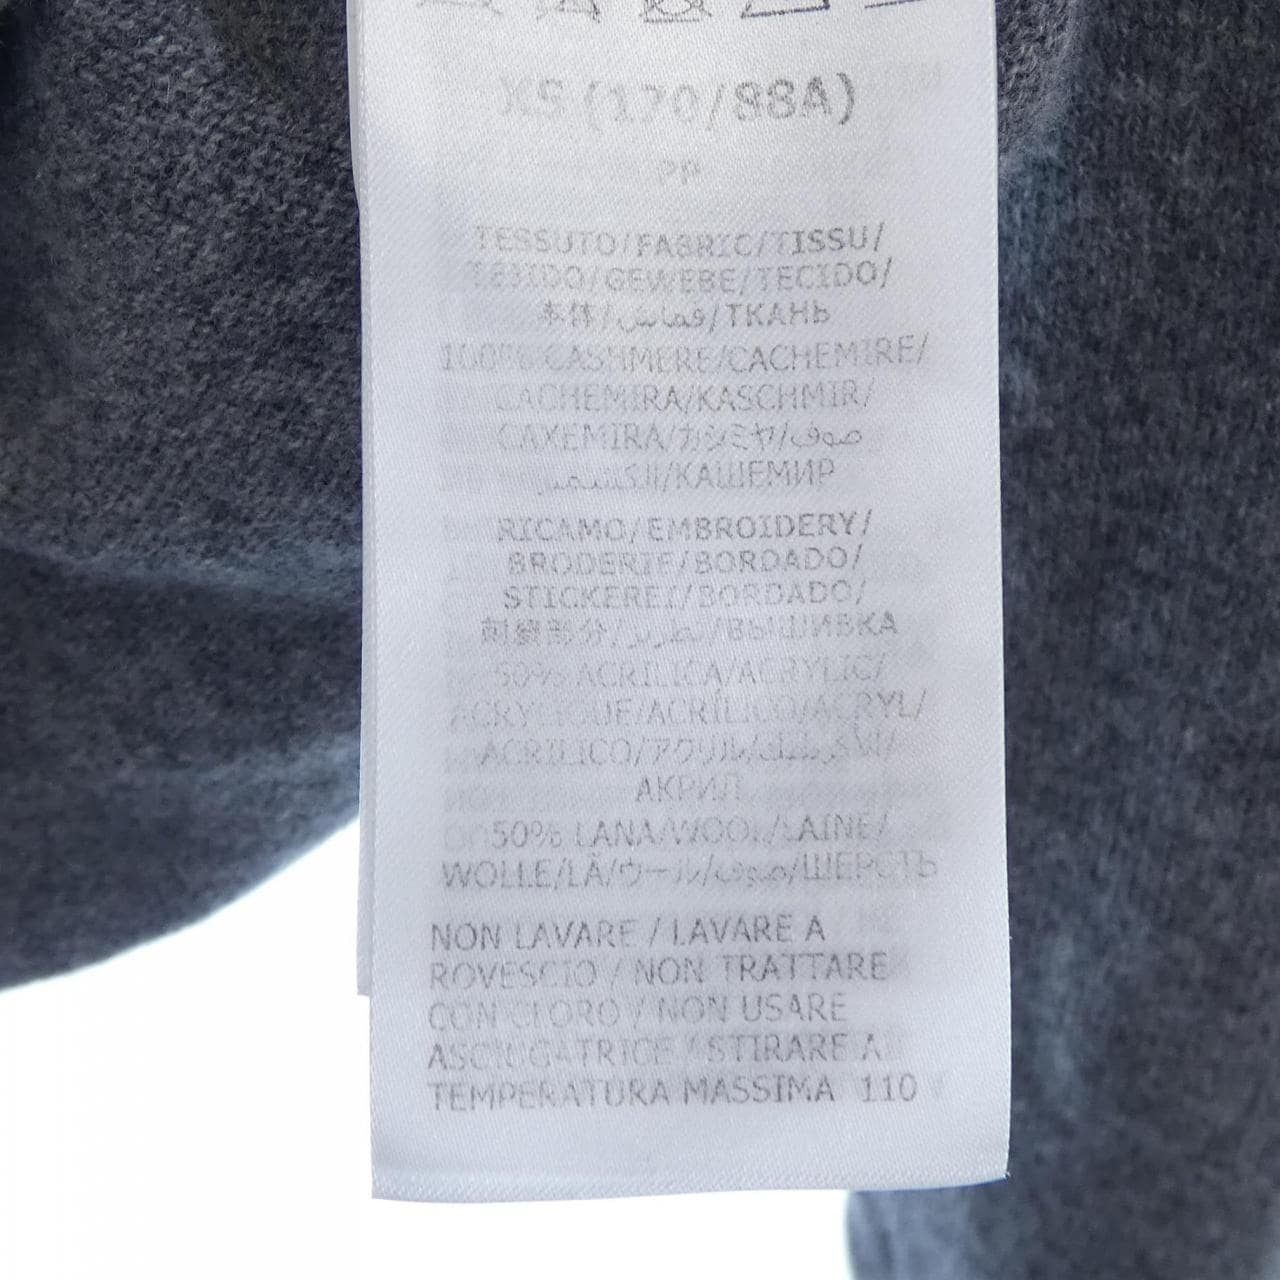 XS (170/88A)
PP
TESSUTO/FABRIC/TISSU/
TEJIDO/GEWEBE/TECIDO/
本体/قماش/ТКАНЬ
100% CASHMERE/CACHEMIRE/
CACHEMIRA/KASCHMIR/
CAXEMIRA/カシミヤ/صوف
الكشمير/КАШЕМИР
RICAMO/EMBROIDERY/
BRODERIE/BORDADO/
STICKEREI/BORDADO/
刺繍部分/تطريز/ВЫШИВКА
50% ACRILICA/ACRYLIC/
ACRYLIQUE/ACRÍLICO/ACRYL/
ACRILICO/アクリル/أكريليك/
АКРИЛ
50% LANA/WOOL/LAINE/
WOLLE/LÃ/ウール/صوف/ШЕРСТЬ
NON LAVARE / LAVARE A
ROVESCIO / NON TRATTARE
CON CLORO / NON USARE
ASCIUGATRICE / STIRARE A
TEMPERATURA MASSIMA 110